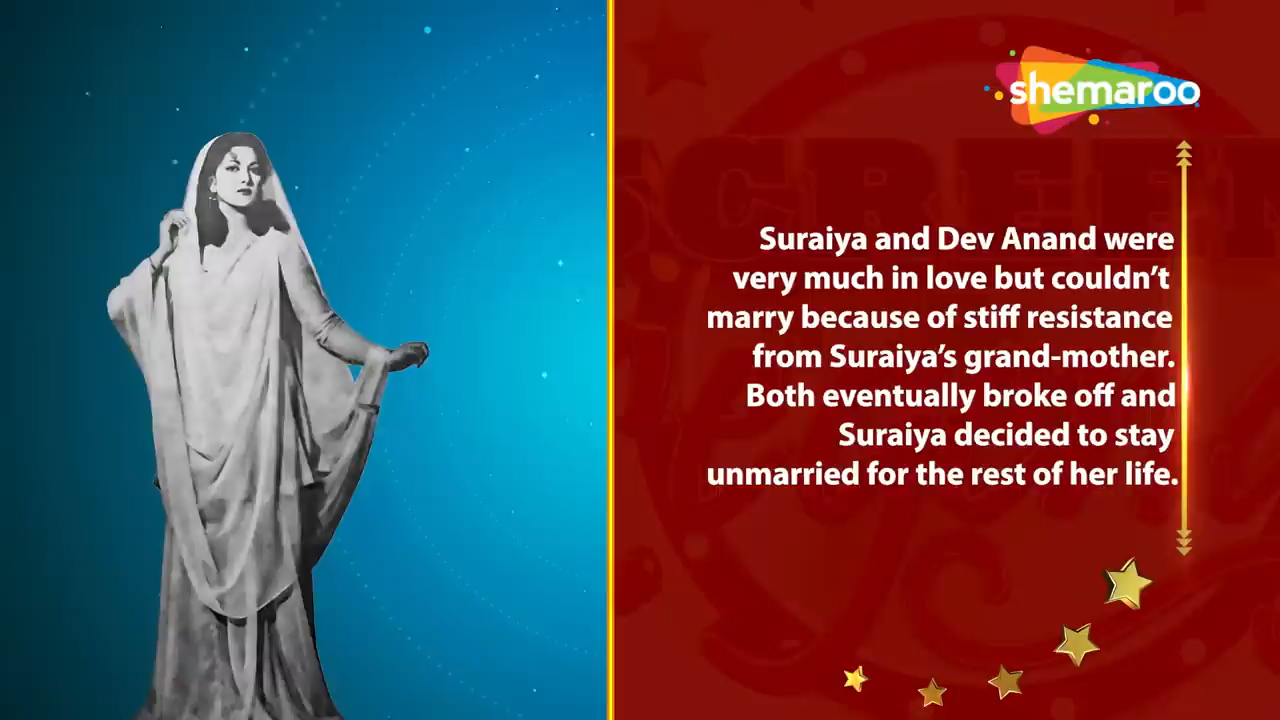 shemaroo
Suraiya and Dev Anand were
very much in love but couldn't
marry because of stiff resistance
from Suraiya's grand-mother.
Both eventually broke off and
Suraiya decided to stay
unmarried for the rest of her life.